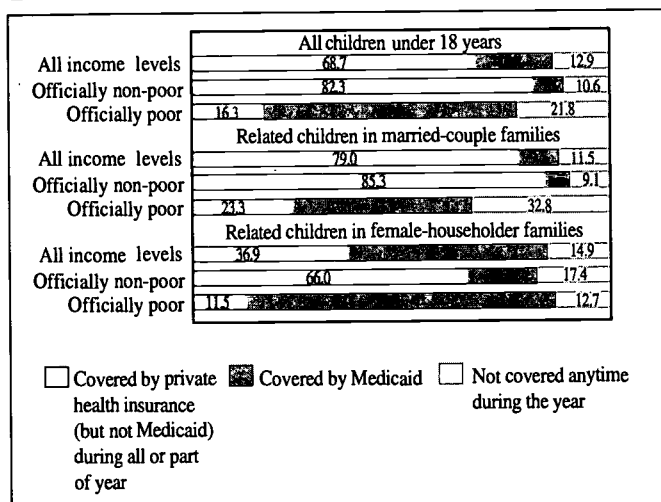 All children under 18 years
All income levels 68.7 12.9
Officially non-poor 82.3 10.6
Officially poor 16.3 21.8
Related children in married-couple families
All income levels 79.0 11.5
Officially non-poor 85.3 9.1
Officially poor 23.3 32.8
Related children in female-householder families
All income levels 36.9 14.9
Officially non-poor 66.0 17.4
Officially poor 11.5 12.7
Covered by private Covered by Medicaid Not covered anytime
health insurance during the year
(but not Medicaid)
during all or part
of year